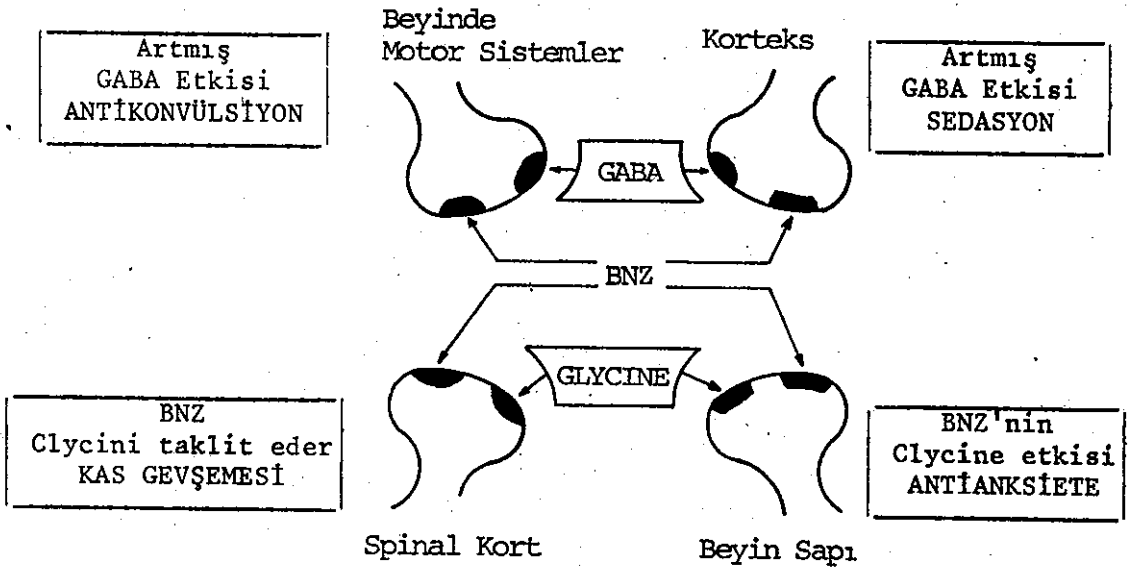 Artmış
GABA Etkisi
ANTİKONVÜLSİYON
Beyinde
Motor Sistemler
Korteks
Artmış
GABA Etkisi
SEDASYON
GABA
BNZ
GLYCINE
BNZ
Clycini taklit eder
KAS GEVŞEMESİ
BNZ'nin
Clycine etkisi
ANTİANKSİETE
Spinal Kort
Beyin Sapı